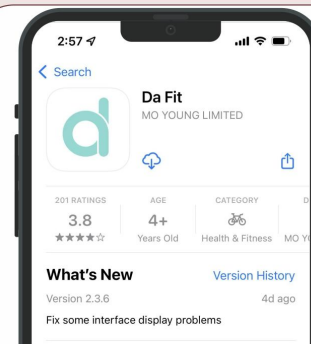 2:57
Search
Da Fit
MO YOUNG LIMITED
201 RATINGS
3.8
★★★★☆
AGE
4+
Years Old
CATEGORY
Health & Fitness
D
MO Y
What's New
Version History
Version 2.3.6
4d ago
Fix some interface display problems